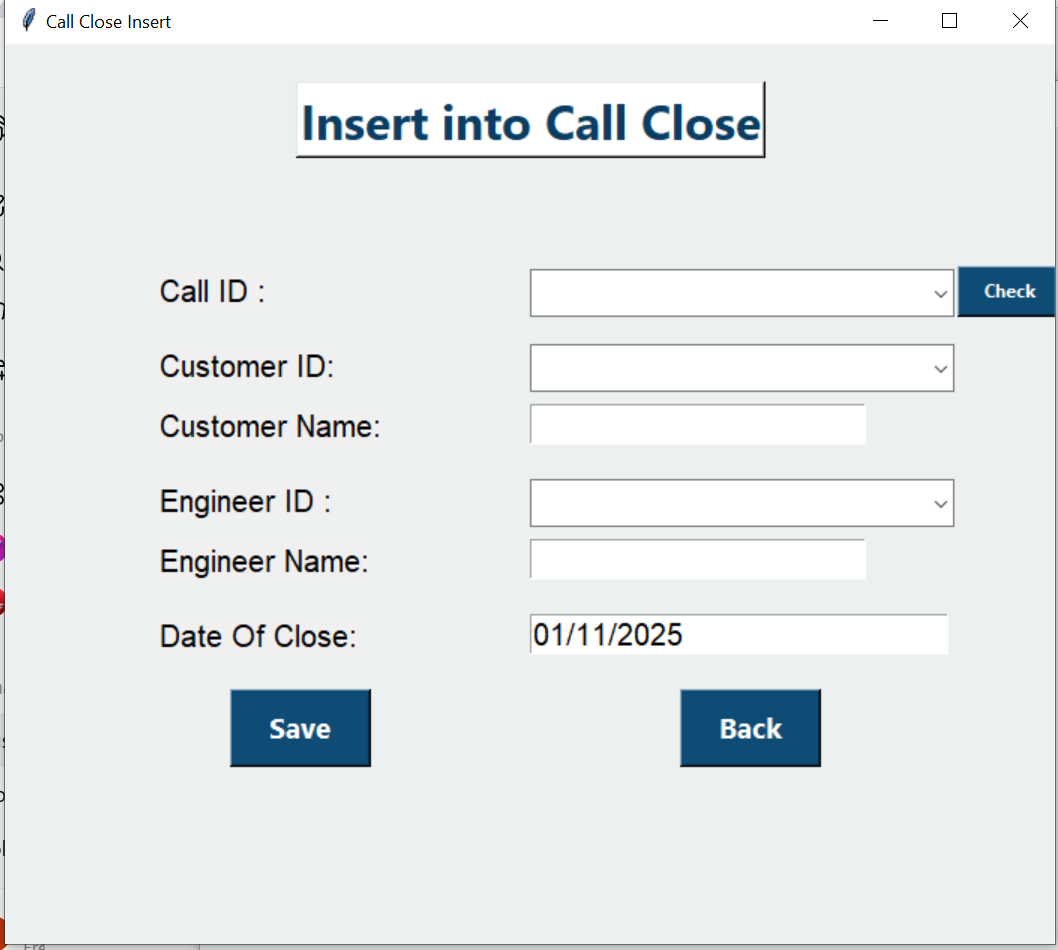 Call Close Insert
Insert into Call Close
Call ID :
Check
Customer ID:
Customer Name:
Engineer ID :
Engineer Name:
Date Of Close:
01/11/2025
Save
Back